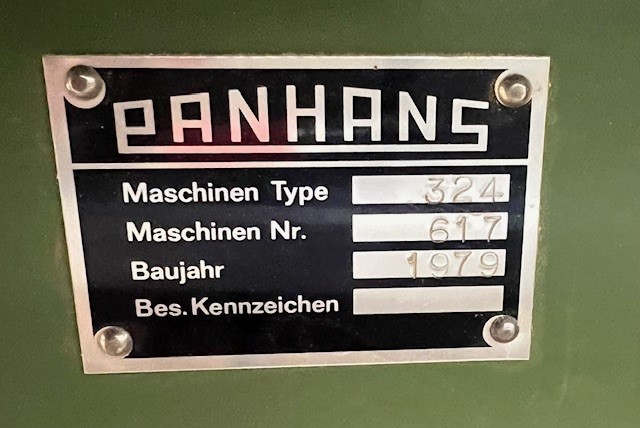 PANHANS
Maschinen Type 324
Maschinen Nr. 617
Baujahr 1979
Bes. Kennzeichen